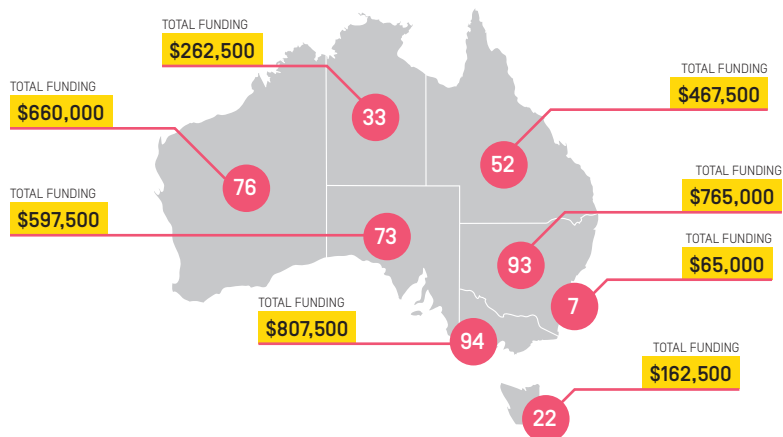 TOTAL FUNDING
$262,500
33
TOTAL FUNDING
$660,000
76
TOTAL FUNDING
$467,500
52
TOTAL FUNDING
$597,500
73
TOTAL FUNDING
$765,000
93
TOTAL FUNDING
$65,000
7
TOTAL FUNDING
$807,500
94
TOTAL FUNDING
$162,500
22